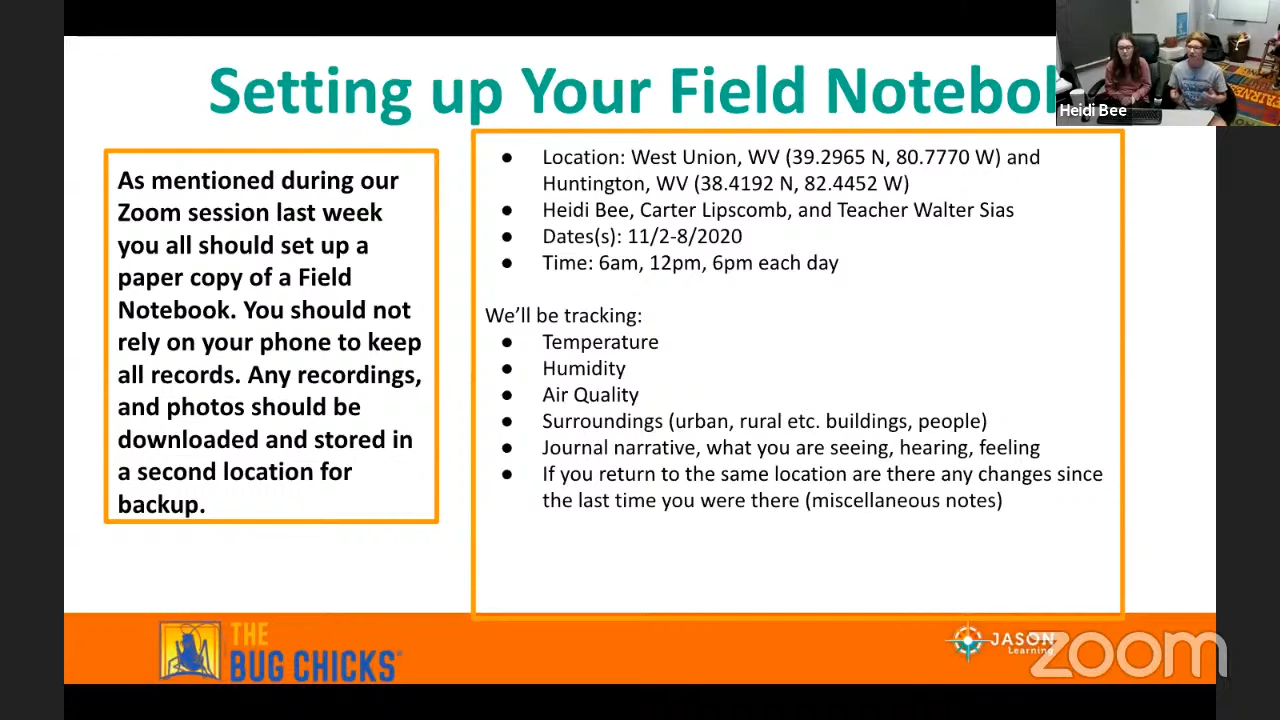 Setting up Your Field Notebo
Heidi Bee
As mentioned during our
Zoom session last week
you all should set up a
paper copy of a Field
Notebook. You should not
rely on your phone to keep
all records. Any recordings,
and photos should be
downloaded and stored in
a second location for
backup.
● Location: West Union, WV (39.2965 N, 80.7770 W) and
Huntington, WV (38.4192 N, 82.4452 W)
● Heidi Bee, Carter Lipscomb, and Teacher Walter Sias
● Dates(s): 11/2-8/2020
● Time: 6am, 12pm, 6pm each day
We'll be tracking:
● Temperature
● Humidity
● Air Quality
● Surroundings (urban, rural etc. buildings, people)
● Journal narrative, what you are seeing, hearing, feeling
● If you return to the same location are there any changes since
the last time you were there (miscellaneous notes)
THE
BUG CHICKS
JASON
Learning
zoom